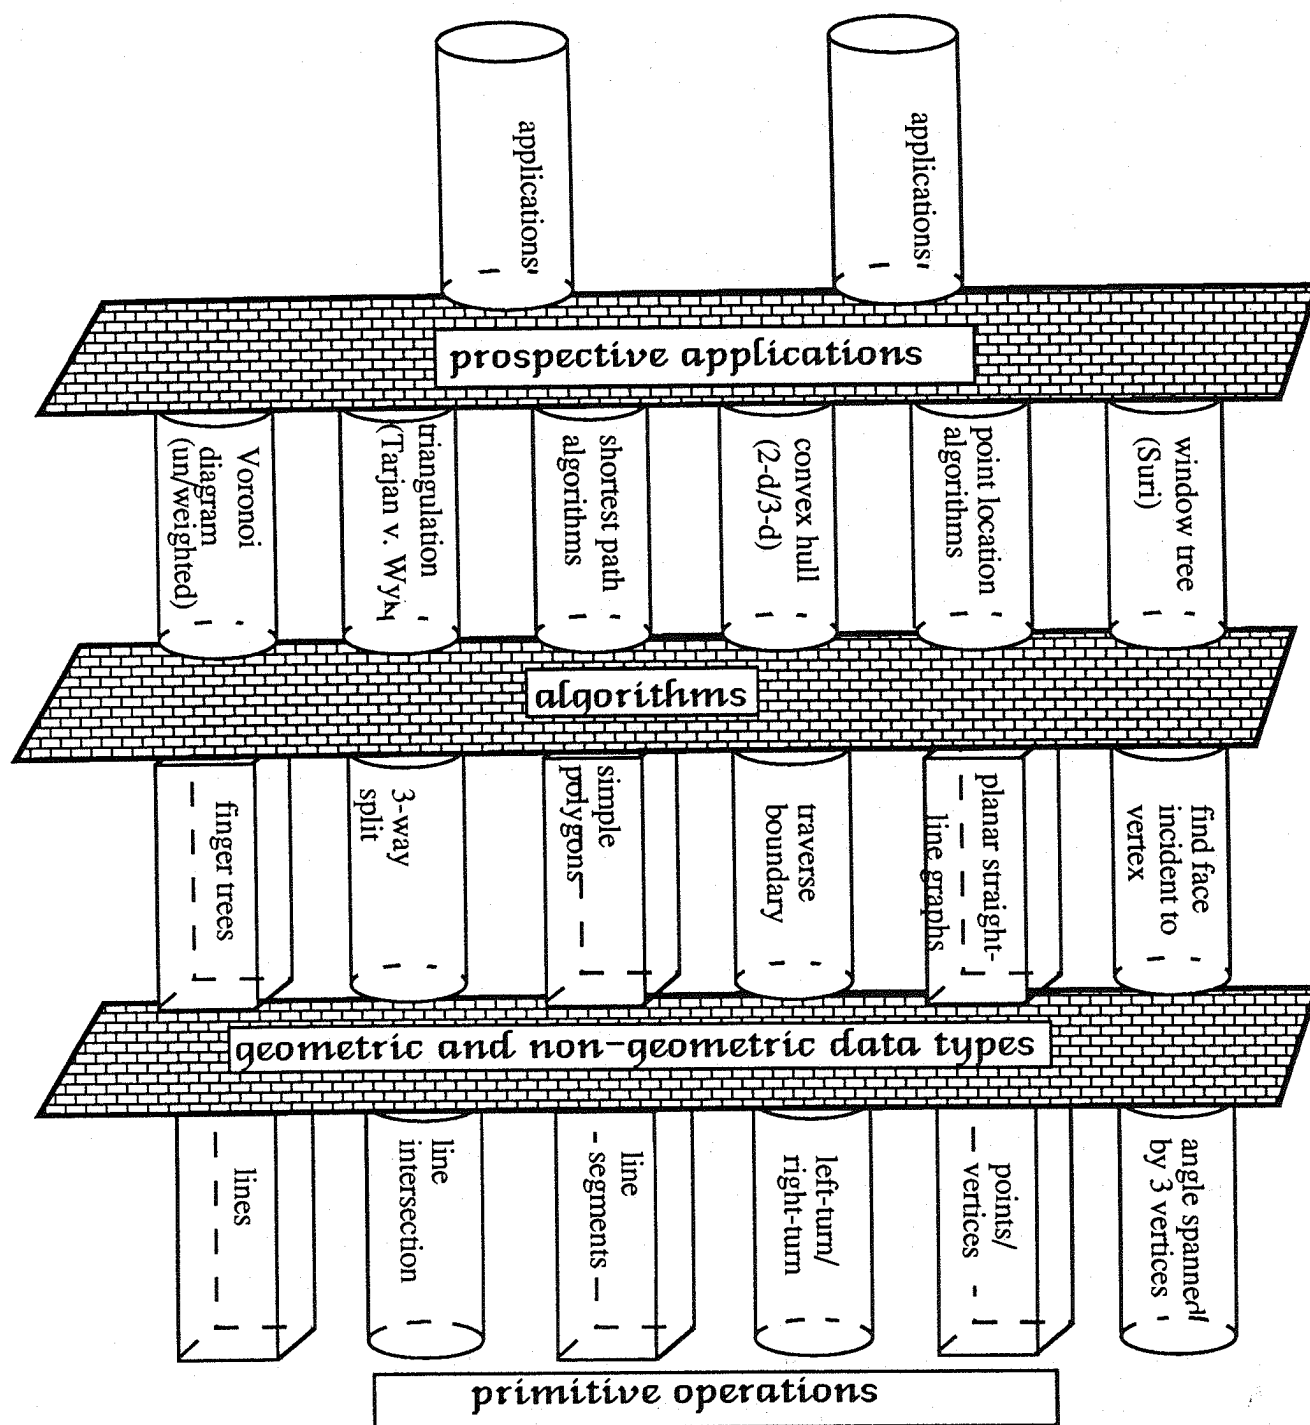 applications
applications
prospective applications
Voronoi
diagram
(un/weighted)
triangulation
(Tarjan v. Wyk)
shortest path
algorithms
convex hull
(2-d/3-d)
point location
algorithms
window tree
(Suri)
algorithms
finger trees
3-way
split
simple
polygons
traverse
boundary
planar straight-
line graphs
find face
incident to
vertex
geometric and non-geometric data types
lines
line
intersection
line
segments
left-turn/
right-turn
points/
vertices
angle spanned
by 3 vertices
primitive operations